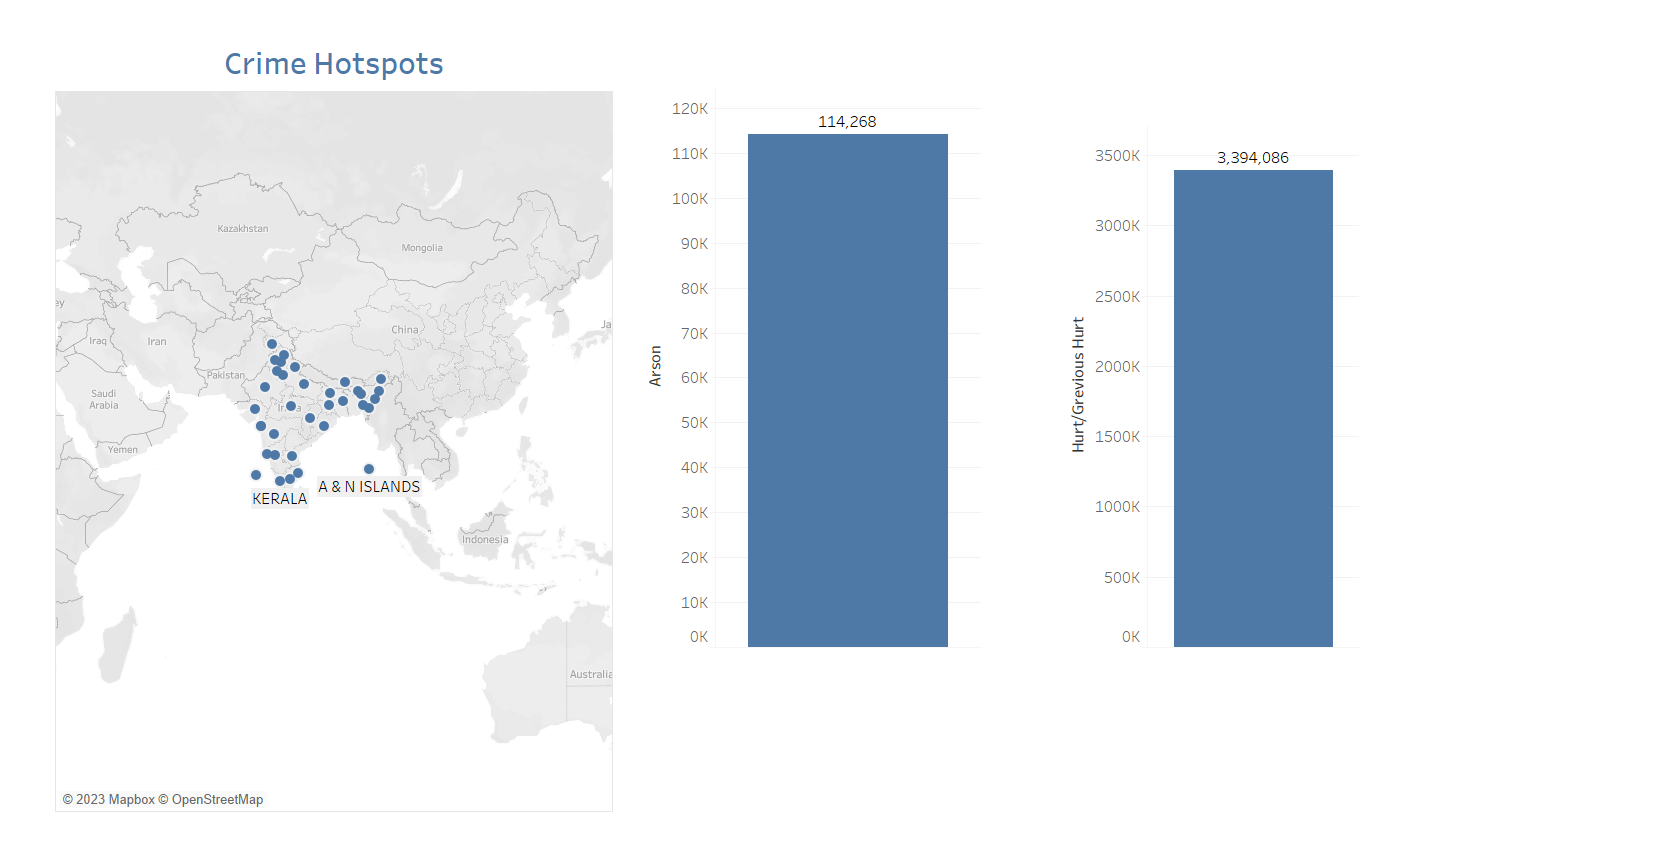 Crime Hotspots
Kazakhstan
Mongolia
ey
China
Ja
Iraq
Iran
Pakistan
Saudi
Arabia
Yemen
KERALA
A & N ISLANDS
Indonesia
Australia
© 2023 Mapbox © OpenStreetMap
Arson
120K
110K
100K
90K
80K
70K
60K
50K
40K
30K
20K
10K
0K
114,268
Hurt/Grevious Hurt
3500K
3000K
2500K
2000K
1500K
1000K
500K
0K
3,394,086